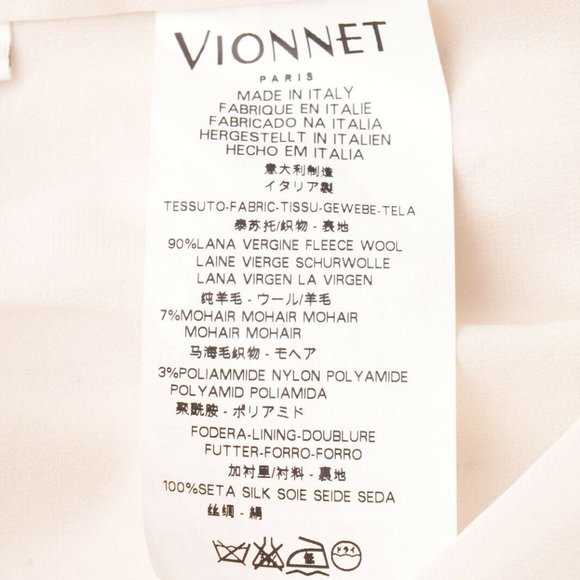 VIONNET
PARIS
MADE IN ITALY
FABRIQUE EN ITALIE
FABRICADO NA ITALIA
HERGESTELLT IN ITALIEN
HECHO EM ITALIA
意大利制造
イタリア製
TESSUTO-FABRIC-TISSU-GEWEBE-TELA
泰苏托/织物 - 表地
90%LANA VERGINE FLEECE WOOL
LAINE VIERGE SCHURWOLLE
LANA VIRGEN LA VIRGEN
纯羊毛 - ウール/羊毛
7%MOHAIR MOHAIR MOHAIR
MOHAIR MOHAIR
马海毛织物 - モヘア
3%POLIAMMIDE NYLON POLYAMIDE
POLYAMID POLIAMIDA
聚酰胺 - ポリアミド
FODERA-LINING-DOUBLURE
FUTTER-FORRO-FORRO
加衬里/衬料 - 裏地
100%SETA SILK SOIE SEIDE SEDA
丝绸 - 絹
ドライ